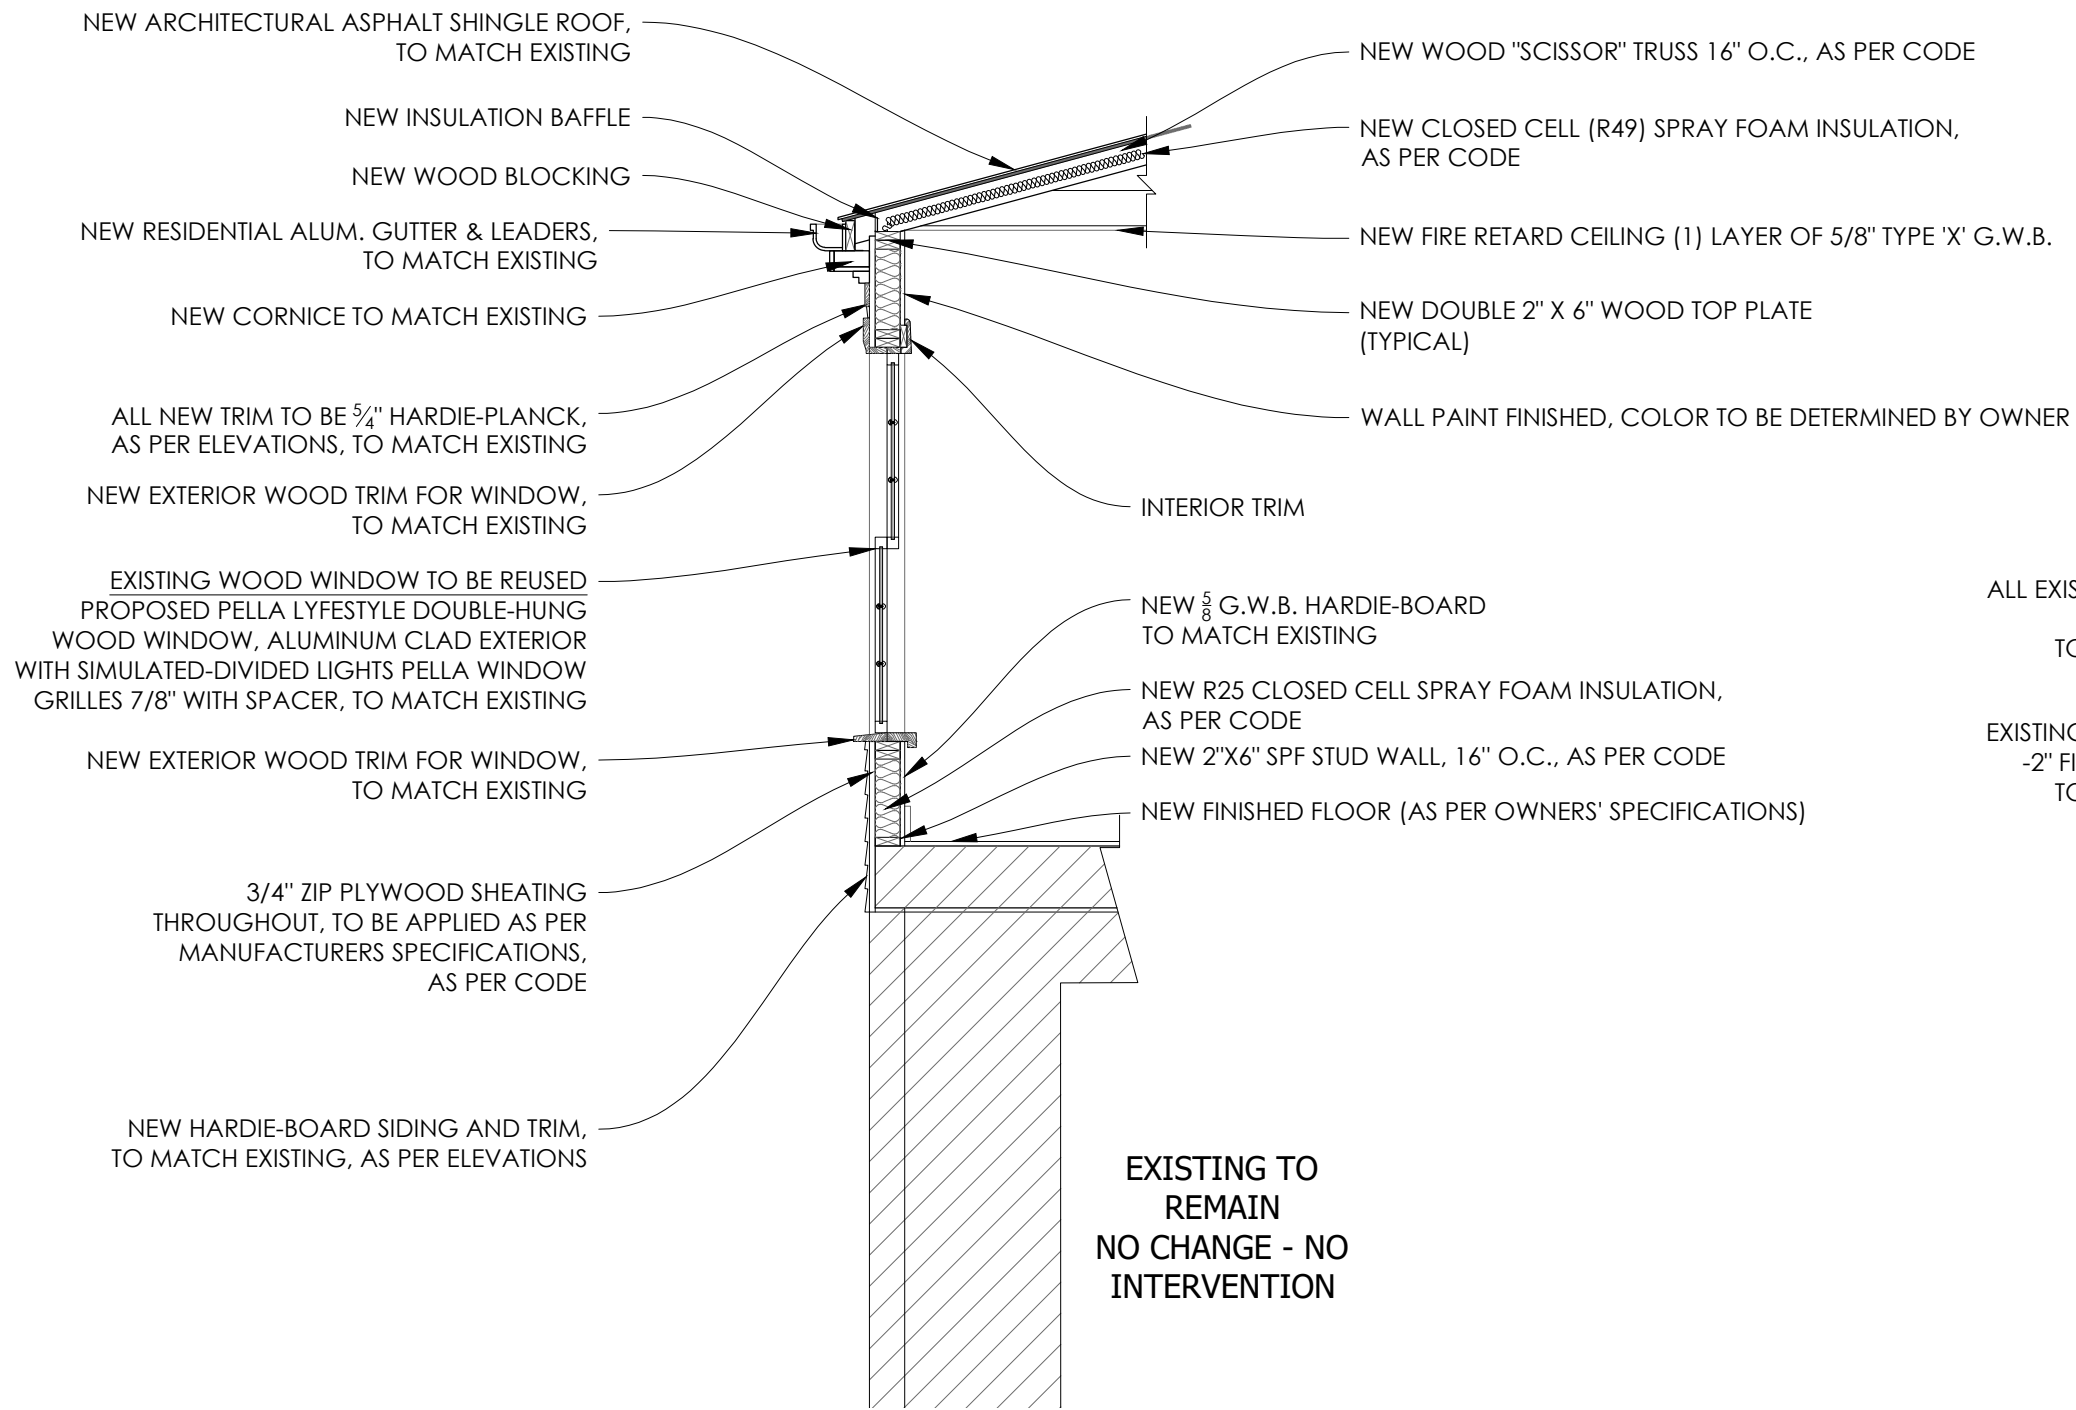 NEW ARCHITECTURAL ASPHALT SHINGLE ROOF,
TO MATCH EXISTING
NEW INSULATION BAFFLE
NEW WOOD BLOCKING
NEW RESIDENTIAL ALUM. GUTTER & LEADERS,
TO MATCH EXISTING
NEW CORNICE TO MATCH EXISTING
ALL NEW TRIM TO BE 5/4" HARDIE-PLANCK,
AS PER ELEVATIONS, TO MATCH EXISTING
NEW EXTERIOR WOOD TRIM FOR WINDOW,
TO MATCH EXISTING
EXISTING WOOD WINDOW TO BE REUSED
PROPOSED PELLA LYFESTYLE DOUBLE-HUNG
WOOD WINDOW, ALUMINUM CLAD EXTERIOR
WITH SIMULATED-DIVIDED LIGHTS PELLA WINDOW
GRILLES 7/8" WITH SPACER, TO MATCH EXISTING
NEW EXTERIOR WOOD TRIM FOR WINDOW,
TO MATCH EXISTING
3/4" ZIP PLYWOOD SHEATING
THROUGHOUT, TO BE APPLIED AS PER
MANUFACTURERS SPECIFICATIONS,
AS PER CODE
NEW HARDIE-BOARD SIDING AND TRIM,
TO MATCH EXISTING, AS PER ELEVATIONS
NEW WOOD "SCISSOR" TRUSS 16" O.C., AS PER CODE
NEW CLOSED CELL (R49) SPRAY FOAM INSULATION,
AS PER CODE
NEW FIRE RETARD CEILING (1) LAYER OF 5/8" TYPE 'X' G.W.B.
NEW DOUBLE 2" X 6" WOOD TOP PLATE
(TYPICAL)
WALL PAINT FINISHED, COLOR TO BE DETERMINED BY OWNER
INTERIOR TRIM
NEW 5/8 G.W.B. HARDIE-BOARD
TO MATCH EXISTING
NEW R25 CLOSED CELL SPRAY FOAM INSULATION,
AS PER CODE
NEW 2"X6" SPF STUD WALL, 16" O.C., AS PER CODE
NEW FINISHED FLOOR (AS PER OWNERS' SPECIFICATIONS)
EXISTING TO
REMAIN
NO CHANGE - NO
INTERVENTION
ALL
EXISTING
-2"